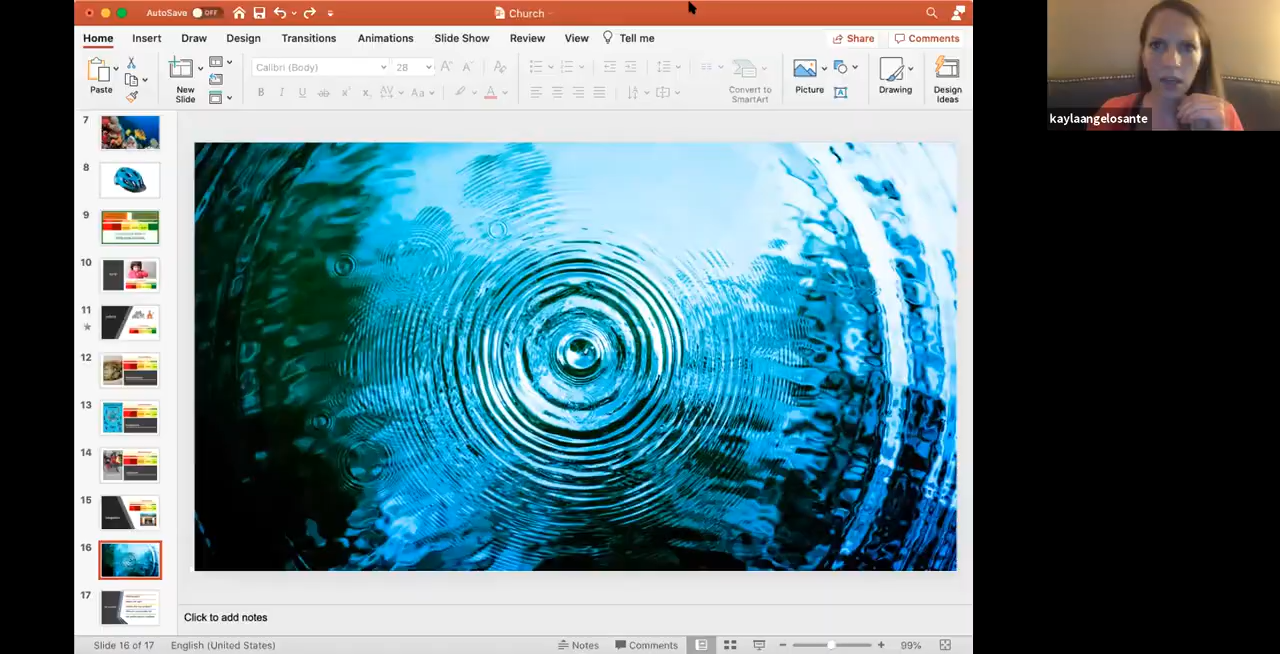 AutoSave OFF
Church
Home Insert Draw Design Transitions Animations Slide Show Review View Tell me Share Comments
Calibri (Body) 28
Paste
New
Slide
Convert to
SmartArt
Picture
Drawing
Design
Ideas
kaylaangelosante
7
8
9
10
11
12
13
14
15
16
17
Click to add notes
Slide 16 of 17 English (United States) Notes Comments 99%